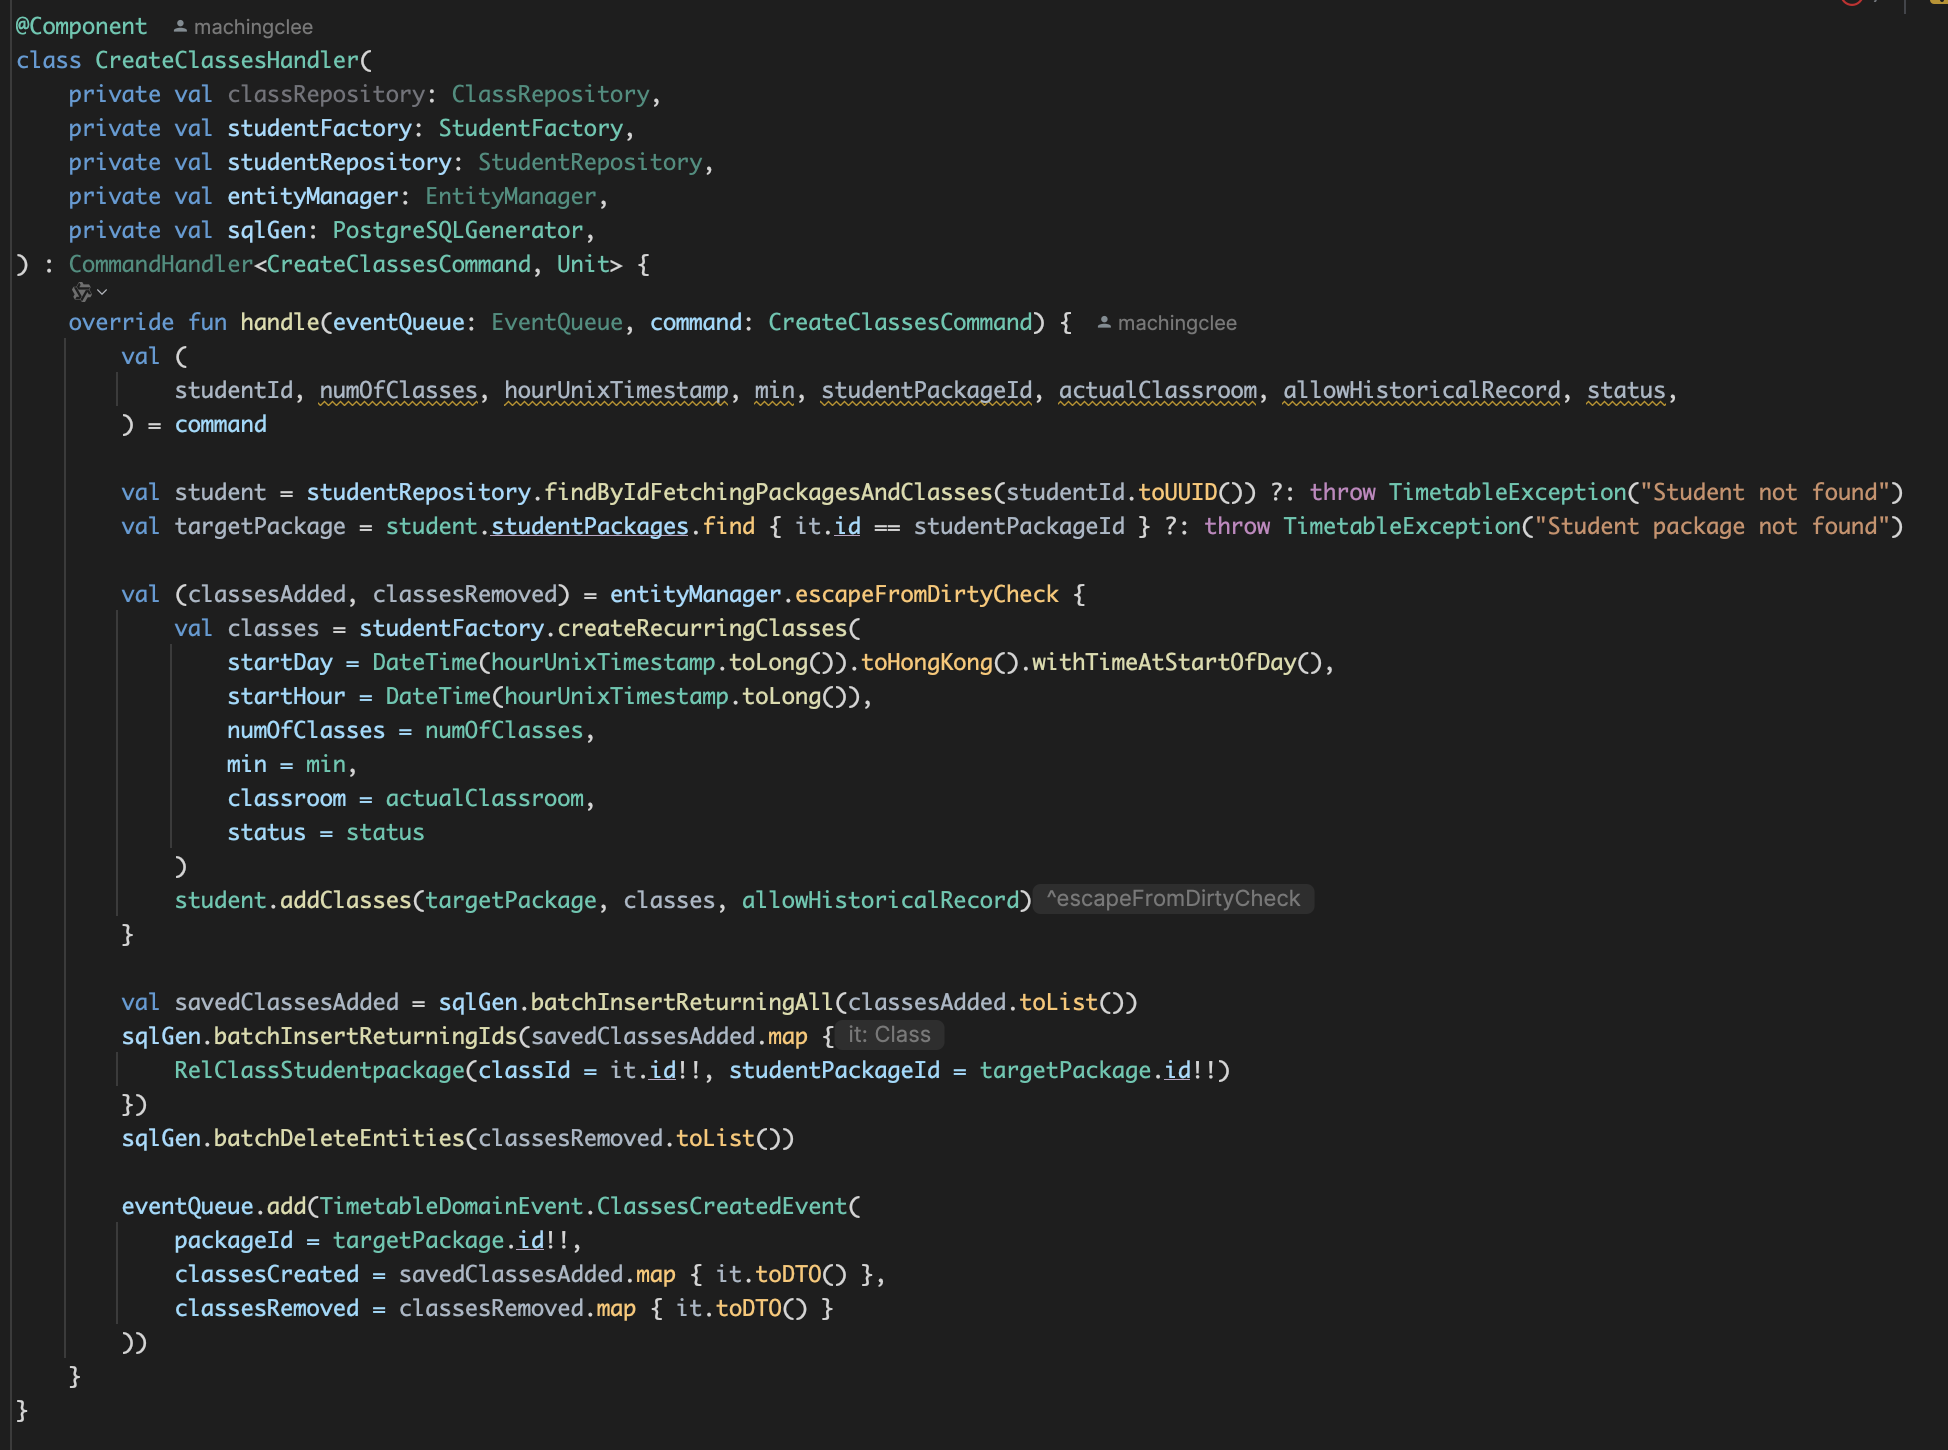 @Component machingclee
class CreateClassesHandler(
    private val classRepository: ClassRepository,
    private val studentFactory: StudentFactory,
    private val studentRepository: StudentRepository,
    private val entityManager: EntityManager,
    private val sqlGen: PostgreSQLGenerator,
) : CommandHandler<CreateClassesCommand, Unit> {
    override fun handle(eventQueue: EventQueue, command: CreateClassesCommand) { machingclee
        val (
            studentId, numOfClasses, hourUnixTimestamp, min, studentPackageId, actualClassroom, allowHistoricalRecord, status,
        ) = command
        val student = studentRepository.findByIdFetchingPackagesAndClasses(studentId.toUUID()) ?: throw TimetableException("Student not found")
        val targetPackage = student.studentPackages.find { it.id == studentPackageId } ?: throw TimetableException("Student package not found")
        val (classesAdded, classesRemoved) = entityManager.escapeFromDirtyCheck {
            val classes = studentFactory.createRecurringClasses(
                startDay = DateTime(hourUnixTimestamp.toLong()).toHongKong().withTimeAtStartOfDay(),
                startHour = DateTime(hourUnixTimestamp.toLong()),
                numOfClasses = numOfClasses,
                min = min,
                classroom = actualClassroom,
                status = status
            )
            student.addClasses(targetPackage, classes, allowHistoricalRecord) ^escapeFromDirtyCheck
        }
        val savedClassesAdded = sqlGen.batchInsertReturningAll(classesAdded.toList())
        sqlGen.batchInsertReturningIds(savedClassesAdded.map { it: Class
            RelClassStudentpackage(classId = it.id!!, studentPackageId = targetPackage.id!!)
        })
        sqlGen.batchDeleteEntities(classesRemoved.toList())
        eventQueue.add(TimetableDomainEvent.ClassesCreatedEvent(
            packageId = targetPackage.id!!,
            classesCreated = savedClassesAdded.map { it.toDTO() },
            classesRemoved = classesRemoved.map { it.toDTO() }
        ))
    }
}